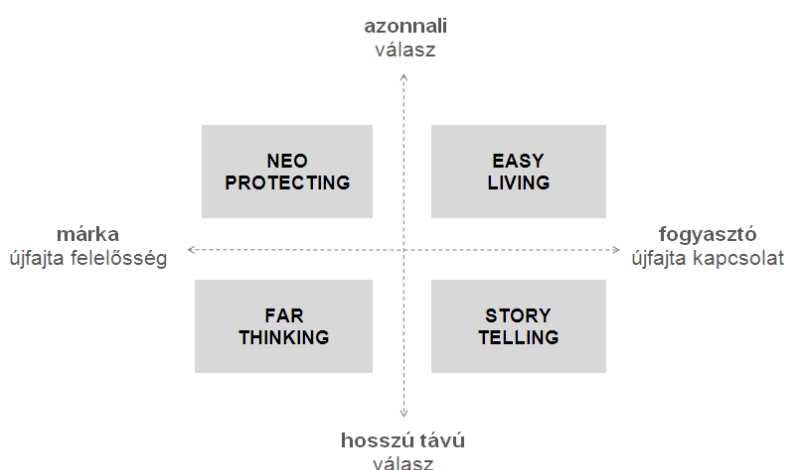 azonnali
válasz
NEO
PROTECTING
EASY
LIVING
márka
újfajta felelősség
fogyasztó
újfajta kapcsolat
FAR
THINKING
STORY
TELLING
hosszú távú
válasz